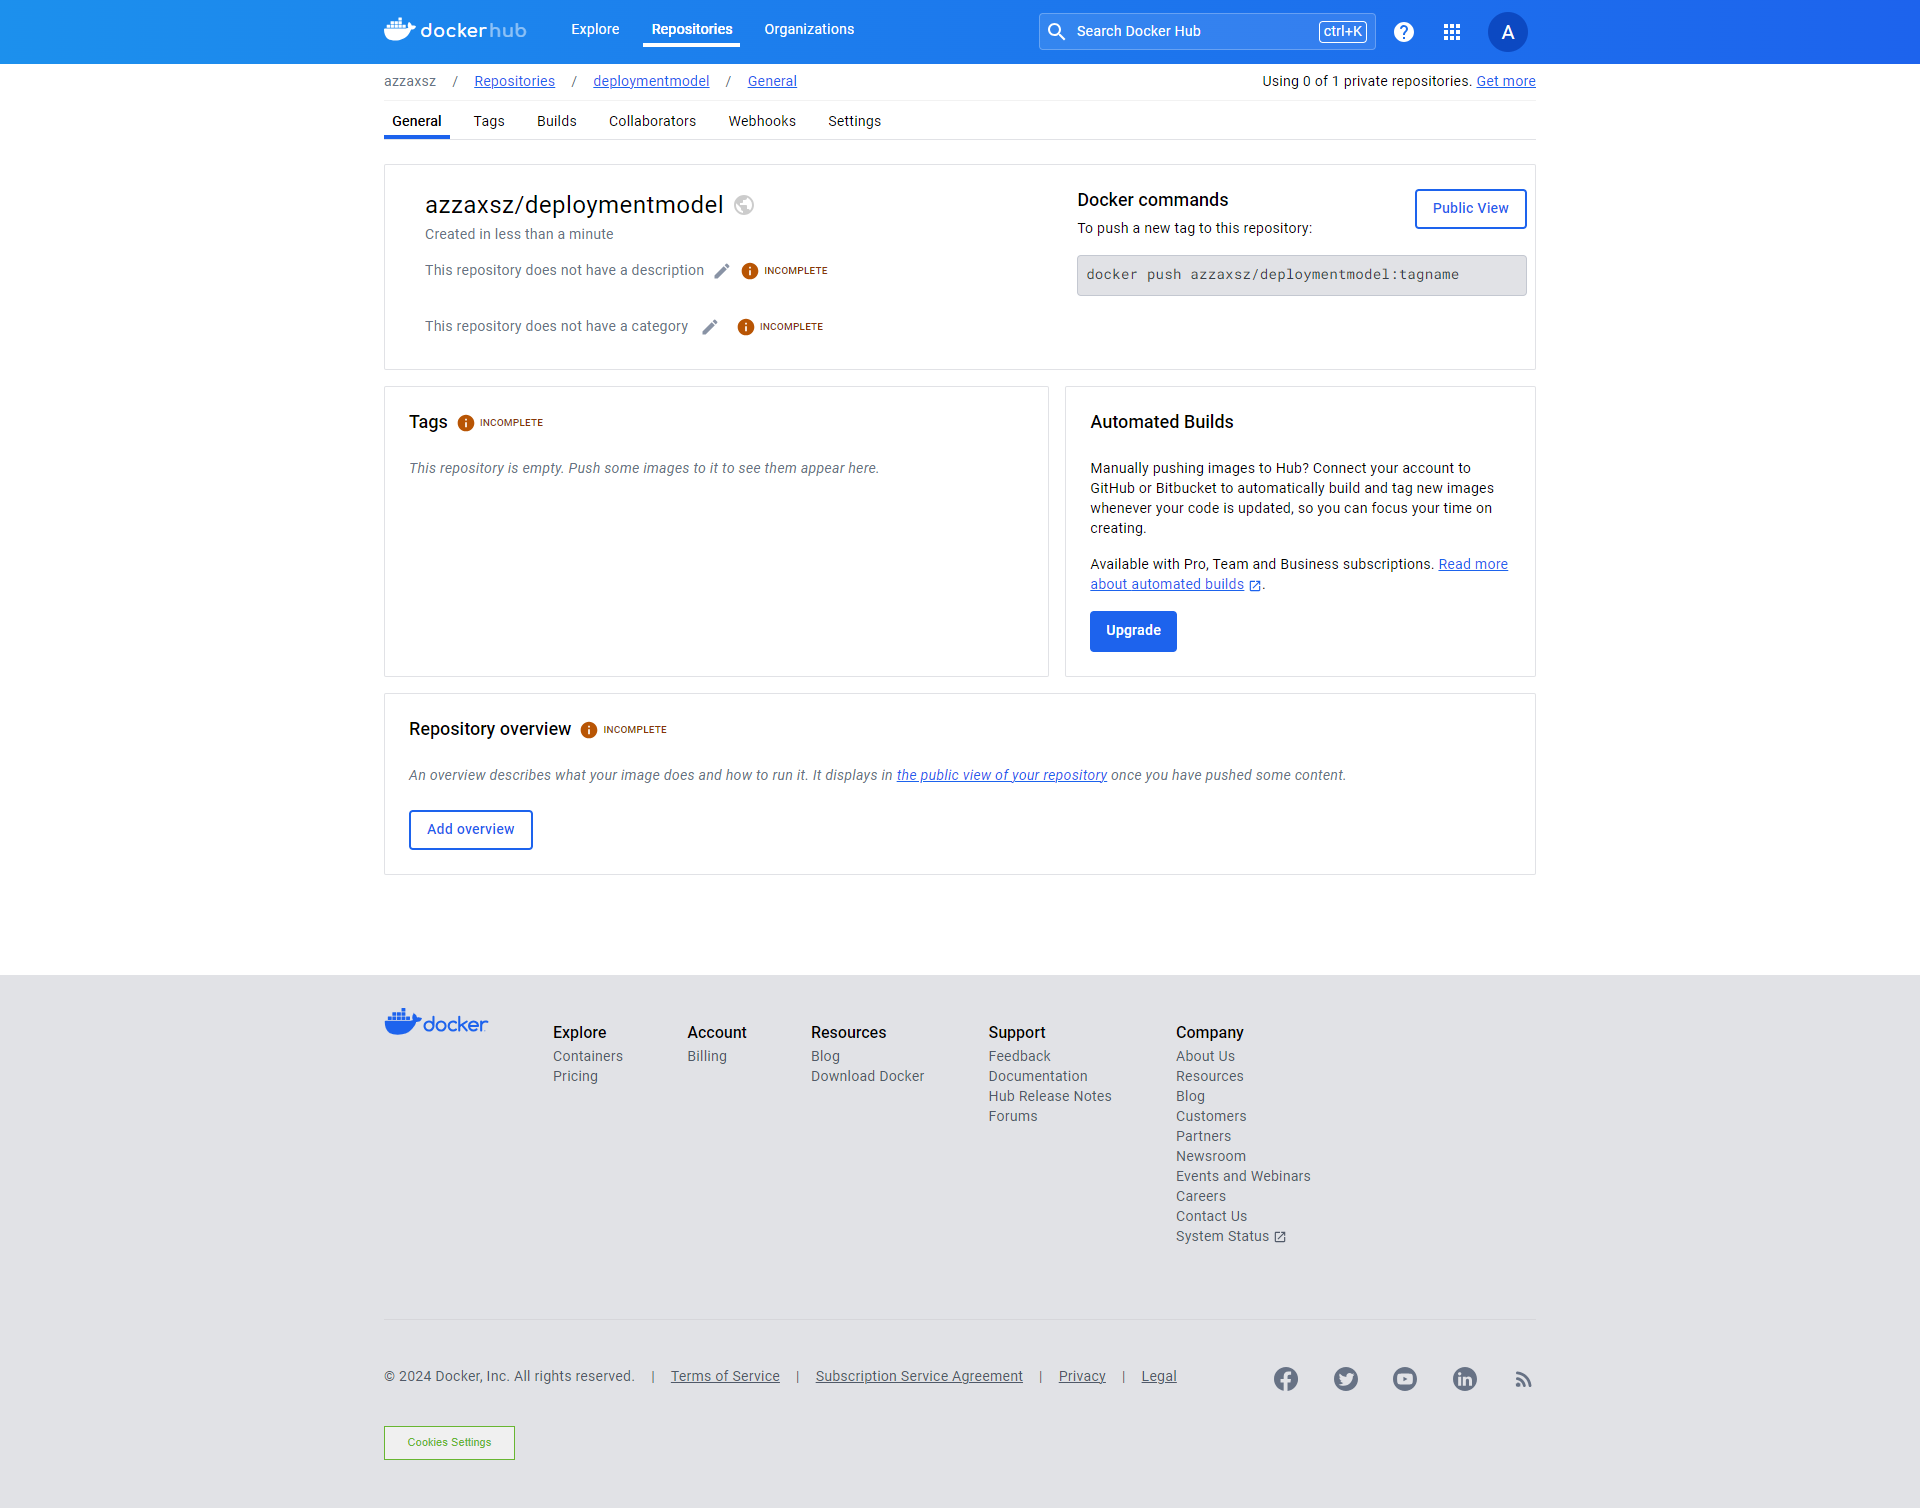 dockerhub
Explore
Repositories
Organizations
Search Docker Hub
ctrl+K
A
azzaxsz / Repositories / deploymentmodel / General
Using 0 of 1 private repositories. Get more
General
Tags
Builds
Collaborators
Webhooks
Settings
azzaxsz/deploymentmodel
Created in less than a minute
This repository does not have a description
INCOMPLETE
This repository does not have a category
INCOMPLETE
Docker commands
To push a new tag to this repository:
Public View
docker push azzaxsz/deploymentmodel:tagname
Tags
INCOMPLETE
This repository is empty. Push some images to it to see them appear here.
Automated Builds
Manually pushing images to Hub? Connect your account to
GitHub or Bitbucket to automatically build and tag new images
whenever your code is updated, so you can focus your time on
creating.
Available with Pro, Team and Business subscriptions. Read more
about automated builds .
Upgrade
Repository overview
INCOMPLETE
An overview describes what your image does and how to run it. It displays in the public view of your repository once you have pushed some content.
Add overview
docker
Explore
Containers
Pricing
Account
Billing
Resources
Blog
Download Docker
Support
Feedback
Documentation
Hub Release Notes
Forums
Company
About Us
Resources
Blog
Customers
Partners
Newsroom
Events and Webinars
Careers
Contact Us
System Status
© 2024 Docker, Inc. All rights reserved. | Terms of Service | Subscription Service Agreement | Privacy | Legal
Cookies Settings